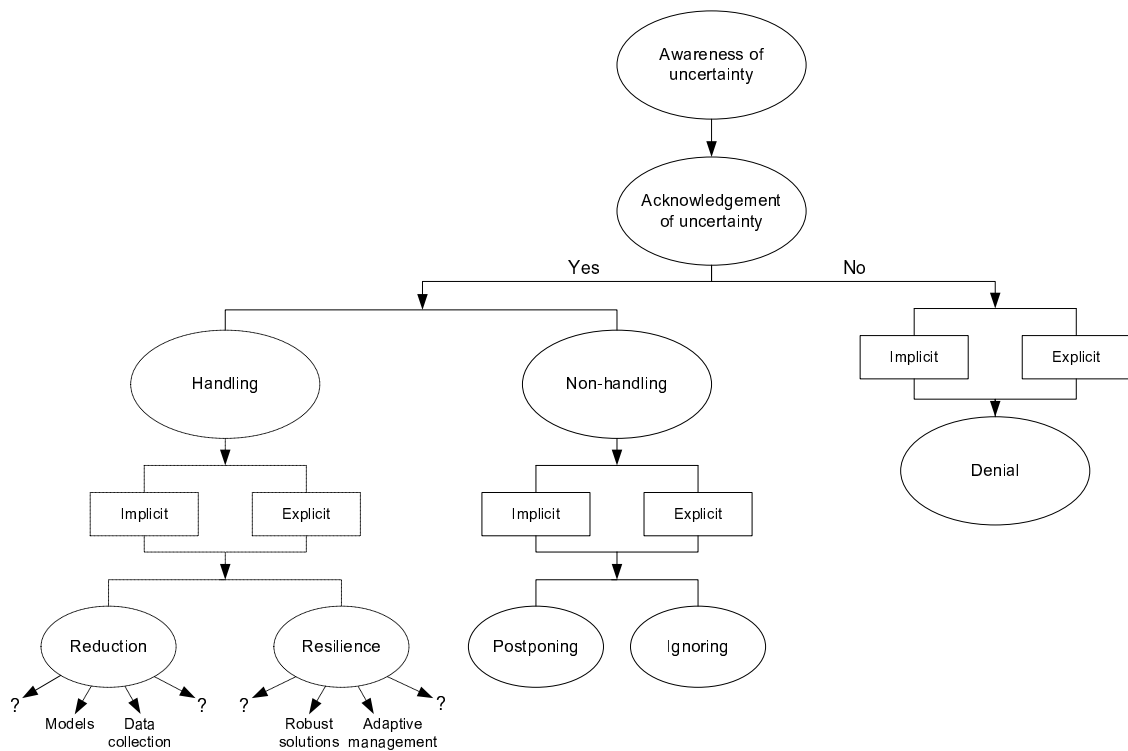 Awareness of
uncertainty
Acknowledgement
of uncertainty
Yes
No
Implicit
Explicit
Handling
Non-handling
Denial
Implicit
Explicit
Implicit
Explicit
Reduction
Resilience
Postponing
Ignoring
?
Models
Data
collection
?
?
Robust
solutions
Adaptive
management
?